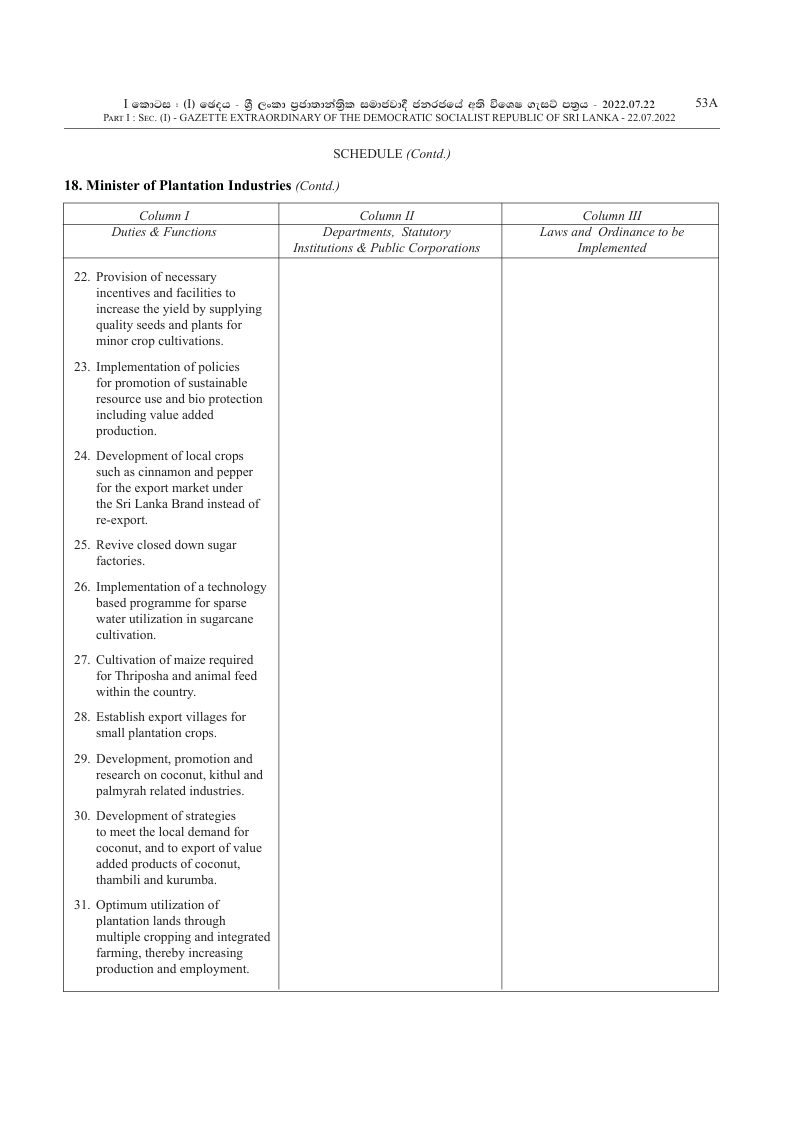 I කොටස : (I) ඡෙදය - ශ්‍රී ලංකා ප්‍රජාතාන්ත්‍රික සමාජවාදී ජනරජයේ අති විශෙෂ ගැසට් පත්‍රය - 2022.07.22
53A
PART I : SEC. (I) - GAZETTE EXTRAORDINARY OF THE DEMOCRATIC SOCIALIST REPUBLIC OF SRI LANKA - 22.07.2022
SCHEDULE (Contd.)
18. Minister of Plantation Industries (Contd.)
Column I
Column II
Column III
Duties & Functions
Departments, Statutory
Institutions & Public Corporations
Laws and Ordinance to be
Implemented
22. Provision of necessary
incentives and facilities to
increase the yield by supplying
quality seeds and plants for
minor crop cultivations.
23. Implementation of policies
for promotion of sustainable
resource use and bio protection
including value added
production.
24. Development of local crops
such as cinnamon and pepper
for the export market under
the Sri Lanka Brand instead of
re-export.
25. Revive closed down sugar
factories.
26. Implementation of a technology
based programme for sparse
water utilization in sugarcane
cultivation.
27. Cultivation of maize required
for Thriposha and animal feed
within the country.
28. Establish export villages for
small plantation crops.
29. Development, promotion and
research on coconut, kithul and
palmyrah related industries.
30. Development of strategies
to meet the local demand for
coconut, and to export of value
added products of coconut,
thambili and kurumba.
31. Optimum utilization of
plantation lands through
multiple cropping and integrated
farming, thereby increasing
production and employment.